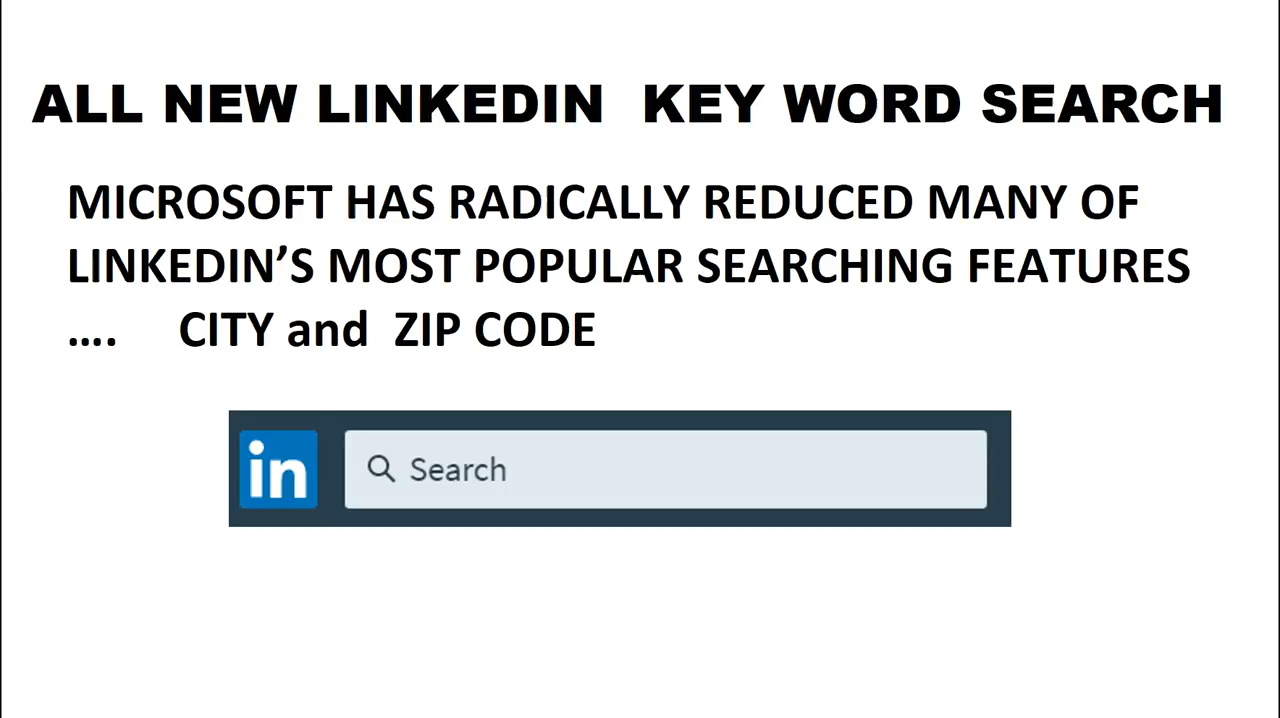 ALL NEW LINKEDIN KEY WORD SEARCH
MICROSOFT HAS RADICALLY REDUCED MANY OF
LINKEDIN’S MOST POPULAR SEARCHING FEATURES
…. CITY and ZIP CODE
in Search